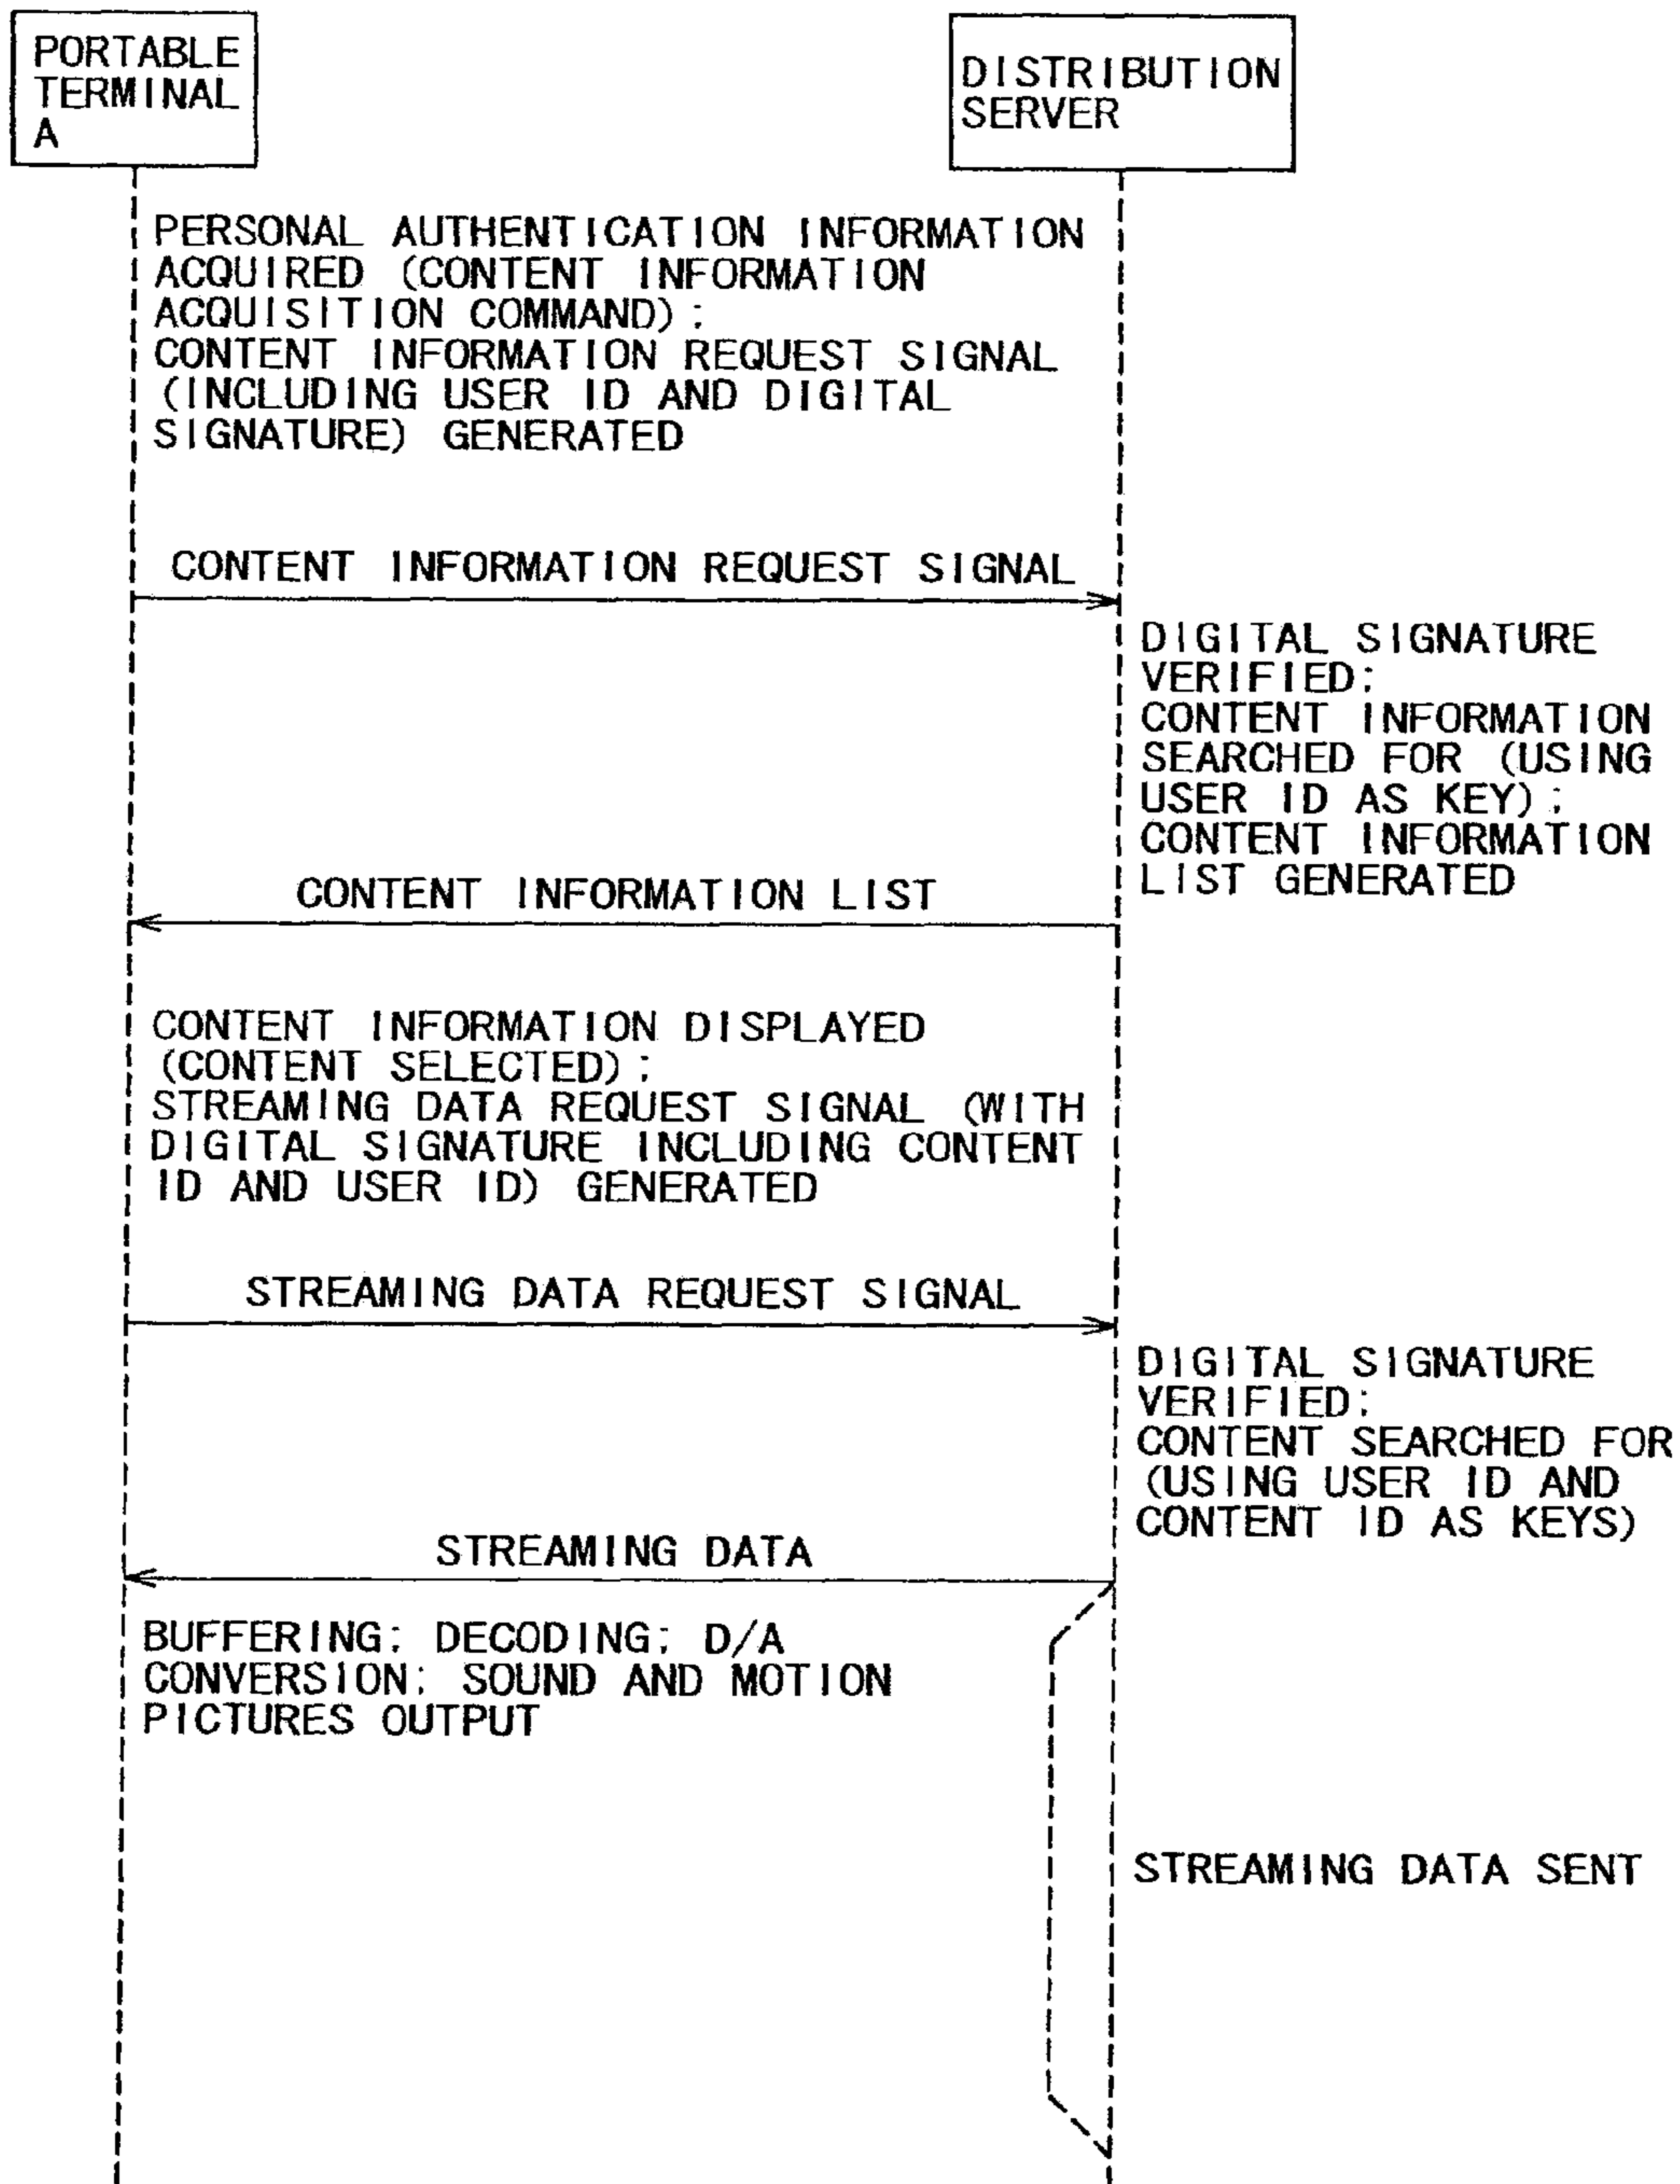 PORTABLE
TERMINAL
A
DISTRIBUTION
SERVER
PERSONAL AUTHENTICATION INFORMATION
ACQUIRED (CONTENT INFORMATION
ACQUISITION COMMAND);
CONTENT INFORMATION REQUEST SIGNAL
(INCLUDING USER ID AND DIGITAL
SIGNATURE) GENERATED
CONTENT INFORMATION REQUEST SIGNAL
DIGITAL SIGNATURE
VERIFIED;
CONTENT INFORMATION
SEARCHED FOR (USING
USER ID AS KEY);
CONTENT INFORMATION
LIST GENERATED
CONTENT INFORMATION LIST
CONTENT INFORMATION DISPLAYED
(CONTENT SELECTED);
STREAMING DATA REQUEST SIGNAL (WITH
DIGITAL SIGNATURE INCLUDING CONTENT
ID AND USER ID) GENERATED
STREAMING DATA REQUEST SIGNAL
DIGITAL SIGNATURE
VERIFIED;
CONTENT SEARCHED FOR
(USING USER ID AND
CONTENT ID AS KEYS)
STREAMING DATA
BUFFERING; DECODING; D/A
CONVERSION; SOUND AND MOTION
PICTURES OUTPUT
STREAMING DATA SENT